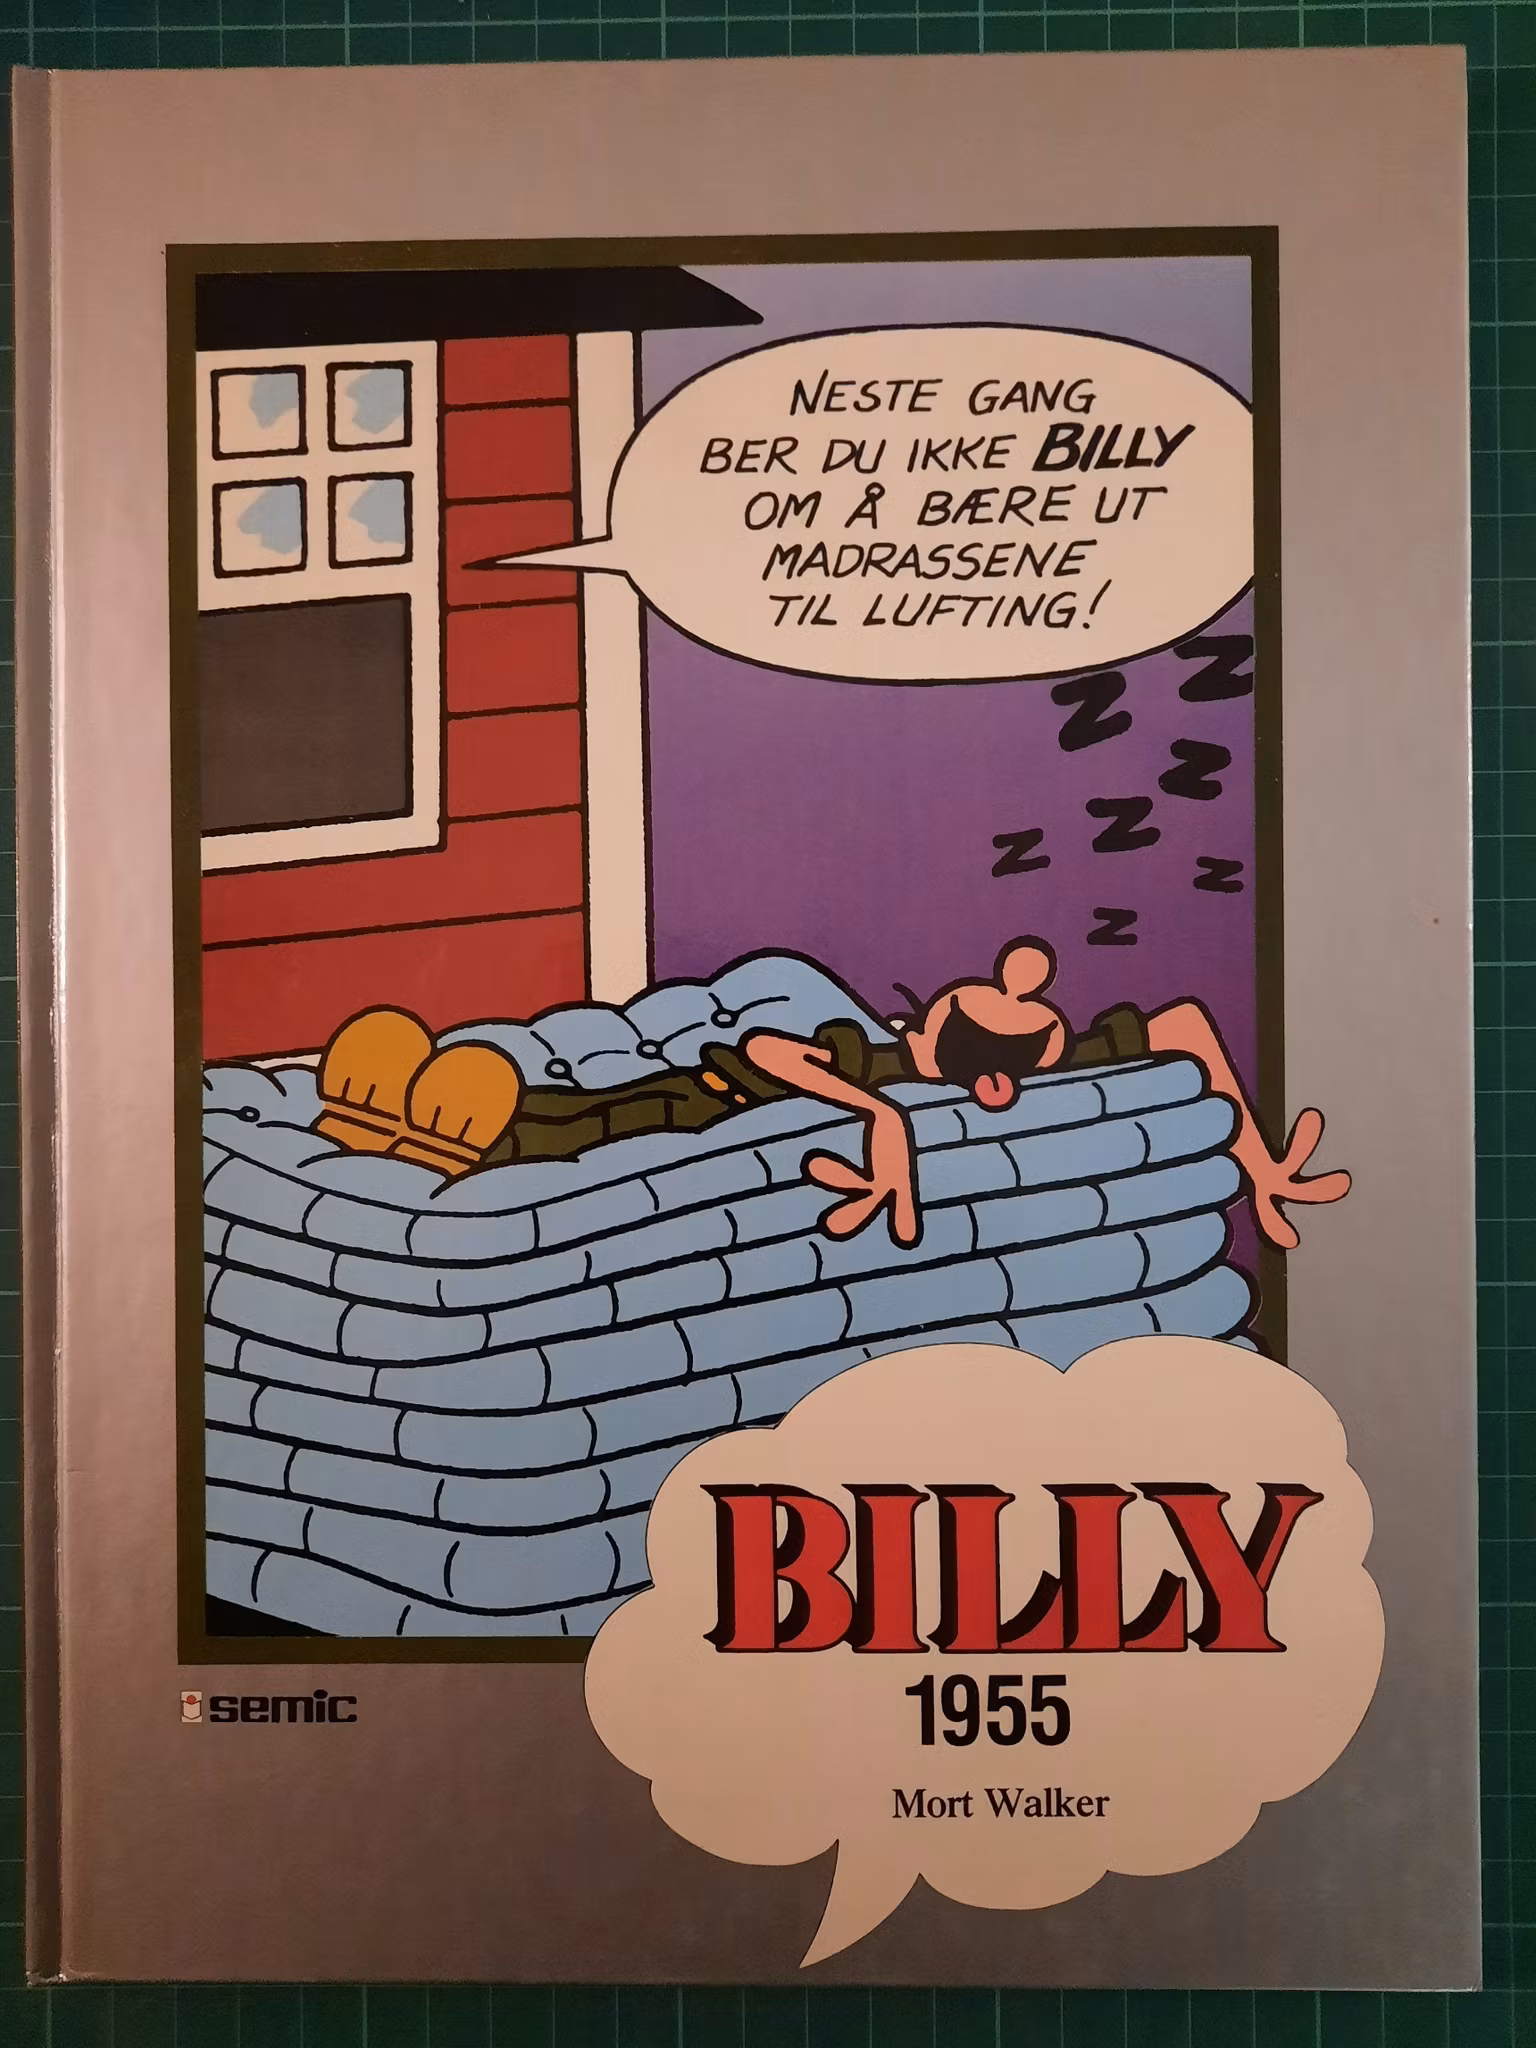 NESTE GANG
BER DU IKKE BILLY
OM Å BÆRE UT
MADRASSENE
TIL LUFTING!
Z
Z
Z
Z
Z
Z
Z
BILLY
1955
Mort Walker
semic